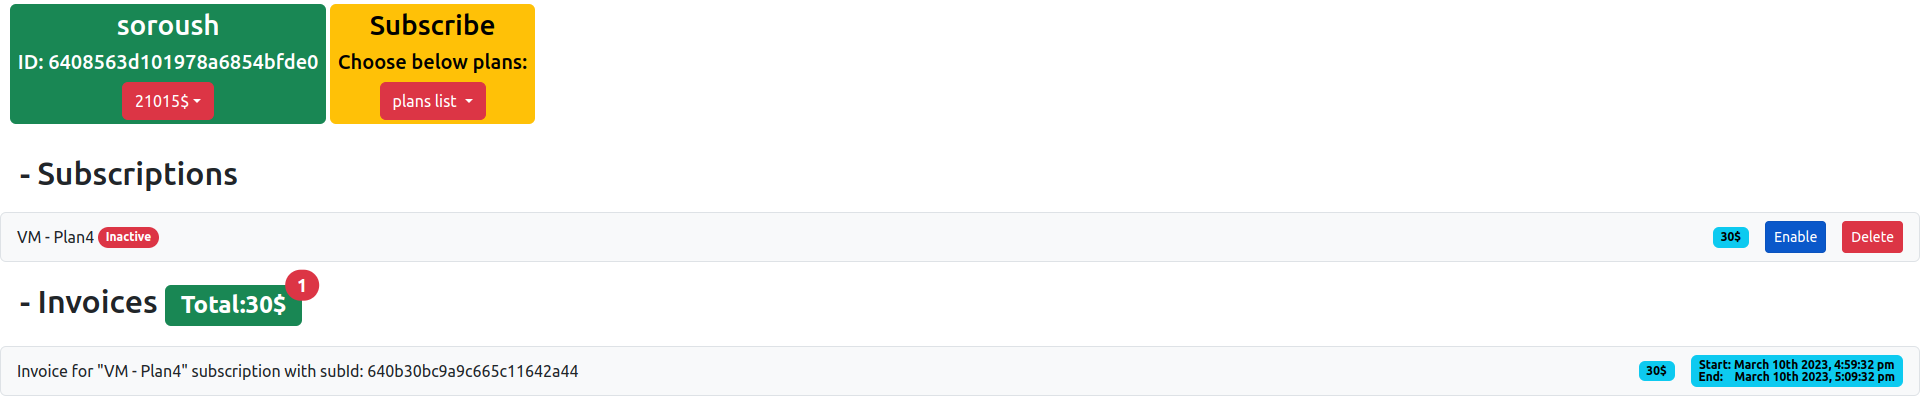 soroush
ID: 6408563d101978a6854bfde0
21015$
Subscribe
Choose below plans:
plans list
- Subscriptions
VM - Plan4 Inactive 30$ Enable Delete
- Invoices Total:30$ 1
Invoice for "VM - Plan4" subscription with subId: 640b30bc9a9c665c11642a44 30$
Start: March 10th 2023, 4:59:32 pm
End: March 10th 2023, 5:09:32 pm